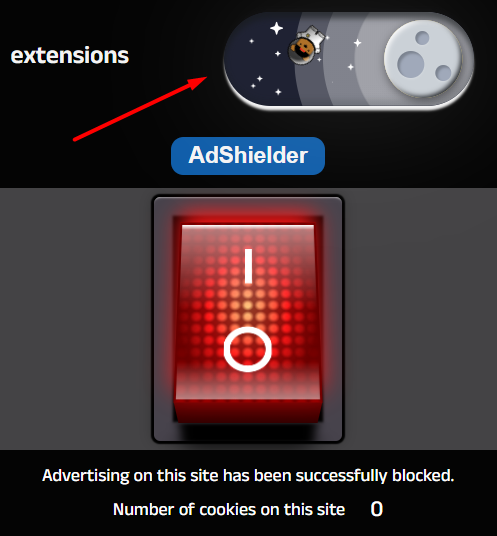 extensions
AdShielder
Advertising on this site has been successfully blocked.
Number of cookies on this site 0